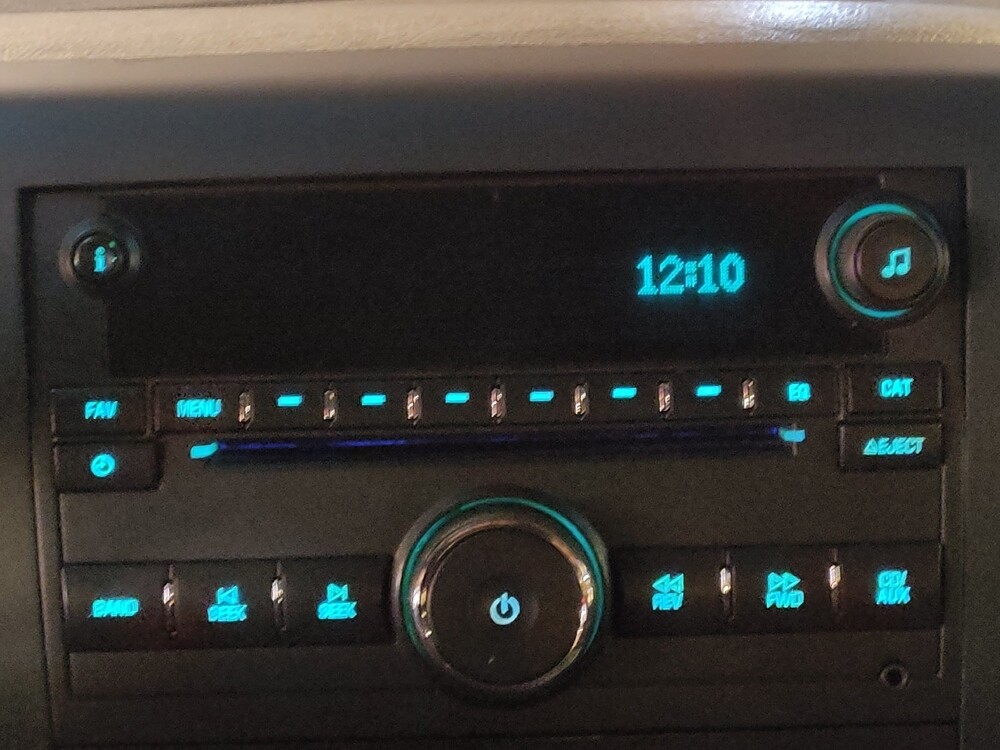 i
12:10
FAV
MENU
EQ
CAT
EJECT
BAND
SEEK
SEEK
REV
FWD
CD/
AUX